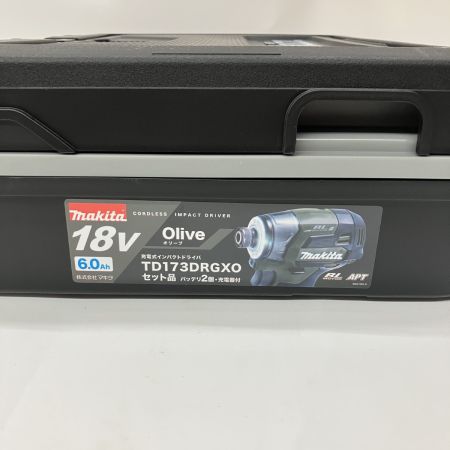 makita
CORDLESS IMPACT DRIVER
18V
Olive
オリーブ
6.0Ah
株式会社マキタ
充電式インパクトドライバ
TD173DRGXO
セット品 バッテリ2個・充電器付
BL
makita
BL
APT